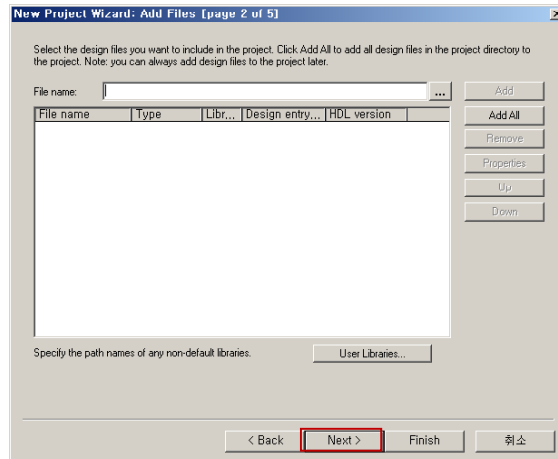 New Project Wizard: Add Files [page 2 of 5]
Select the design files you want to include in the project. Click Add All to add all design files in the project directory to
the project. Note: you can always add design files to the project later.
File name:
...
Add
File name Type Libr... Design entry... HDL version
Add All
Remove
Properties
Up
Down
Specify the path names of any non-default libraries.
User Libraries...
< Back
Next >
Finish
취소